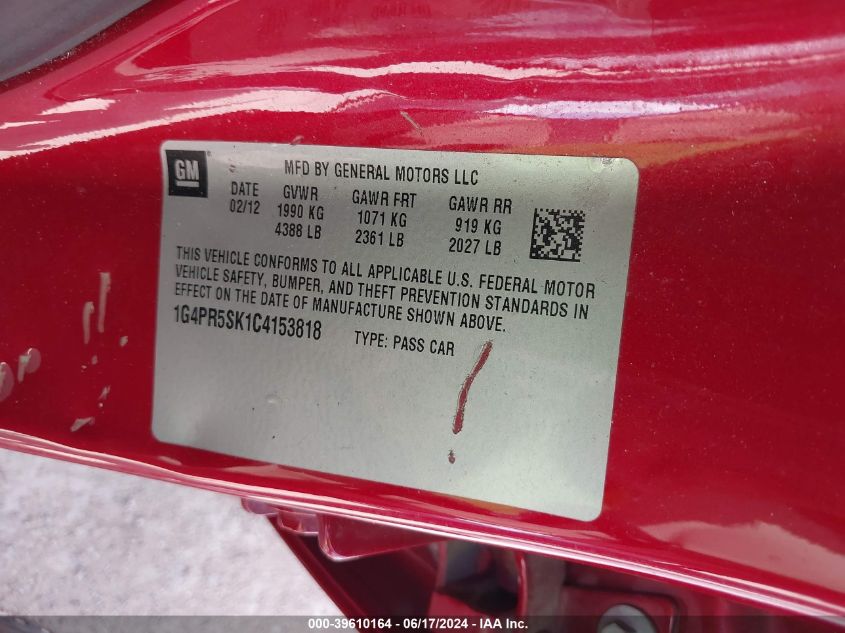 GM
MFD BY GENERAL MOTORS LLC
DATE GVWR GAWR FRT GAWR RR
02/12 1990 KG 1071 KG 919 KG
4388 LB 2361 LB 2027 LB
THIS VEHICLE CONFORMS TO ALL APPLICABLE U.S. FEDERAL MOTOR
VEHICLE SAFETY, BUMPER, AND THEFT PREVENTION STANDARDS IN
EFFECT ON THE DATE OF MANUFACTURE SHOWN ABOVE.
1G4PR5SK1C4153818 TYPE: PASS CAR
000-39610164 / 06/17/2024 - IAA Inc.